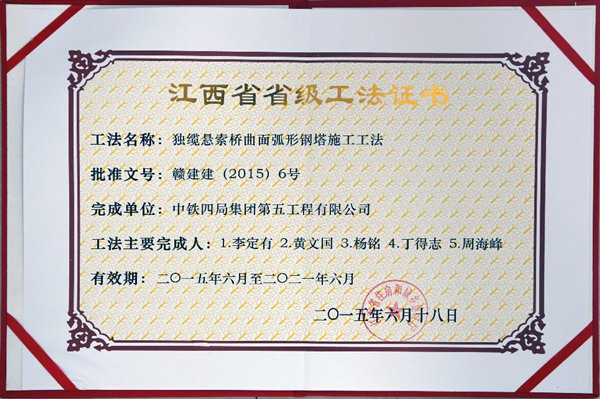 江西省省级工法证书
工法名称：独缆悬索桥曲面弧形钢塔施工工法
批准文号：赣建建（2015）6号
完成单位：中铁四局集团第五工程有限公司
工法主要完成人：1.李定有 2.黄文国 3.杨铭 4.丁得志 5.周海峰
有效期：二〇一五年六月至二〇二一年六月
二〇一五年六月十八日